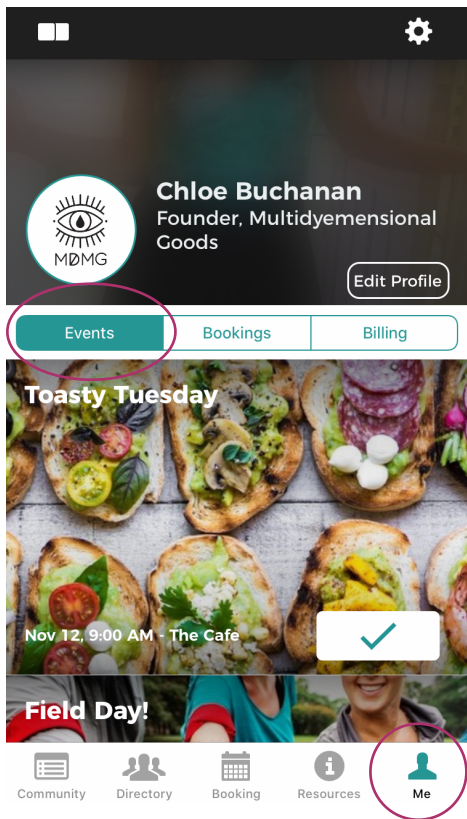 Chloe Buchanan
Founder, Multidyemensional
Goods
MDMG
Edit Profile
Events Bookings Billing
Toasty Tuesday
Nov 12, 9:00 AM - The Cafe
Field Day!
Community Directory Booking Resources Me